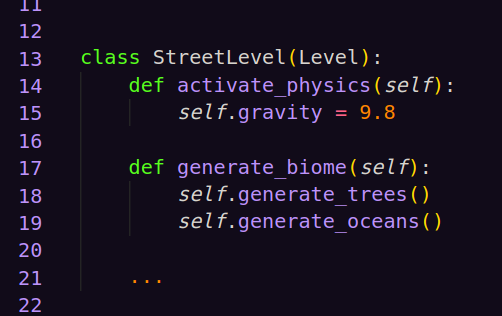 11
12
13 class StreetLevel(Level):
14     def activate_physics(self):
15         self.gravity = 9.8
16
17     def generate_biome(self):
18         self.generate_trees()
19         self.generate_oceans()
20
21     ...
22